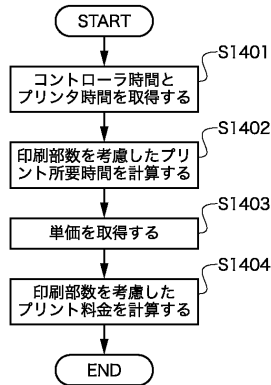 START
コントローラ時間と
プリンタ時間を取得する
S1401
印刷部数を考慮したプリ
ント所要時間を計算する
S1402
単価を取得する
S1403
印刷部数を考慮した
プリント料金を計算する
S1404
END